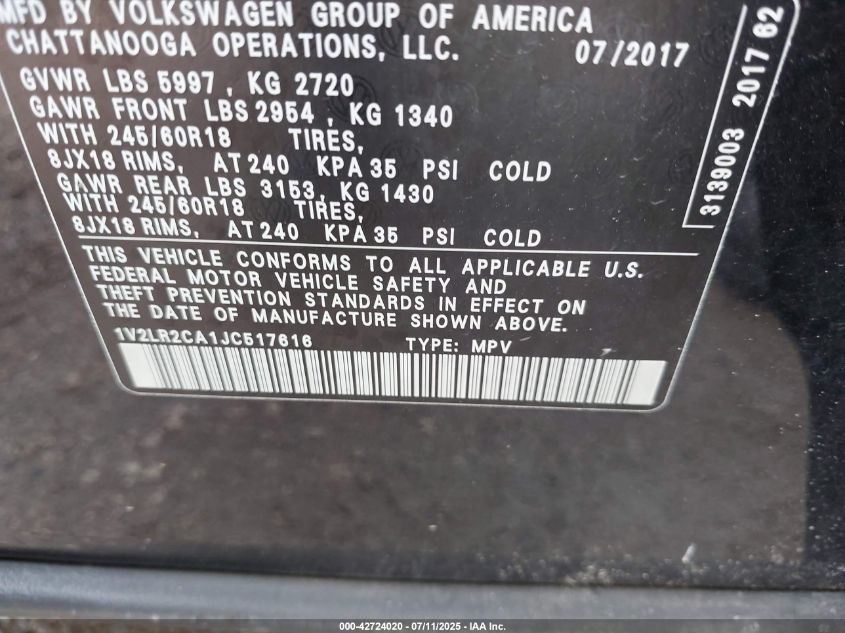 MFD BY VOLKSWAGEN GROUP OF AMERICA
CHATTANOOGA OPERATIONS, LLC. 07/2017
GVWR LBS 5997, KG 2720
GAWR FRONT LBS 2954, KG 1340
WITH 245/60R18 TIRES,
8JX18 RIMS, AT 240 KPA 35 PSI COLD
GAWR REAR LBS 3153, KG 1430
WITH 245/60R18 TIRES,
8JX18 RIMS, AT 240 KPA 35 PSI COLD
THIS VEHICLE CONFORMS TO ALL APPLICABLE U.S.
FEDERAL MOTOR VEHICLE SAFETY AND
THEFT PREVENTION STANDARDS IN EFFECT ON
THE DATE OF MANUFACTURE SHOWN ABOVE.
1V2LR2CA1JC517616 TYPE: MPV
3139003 2017 62
000-42724020 - 07/11/2025 - IAA Inc.